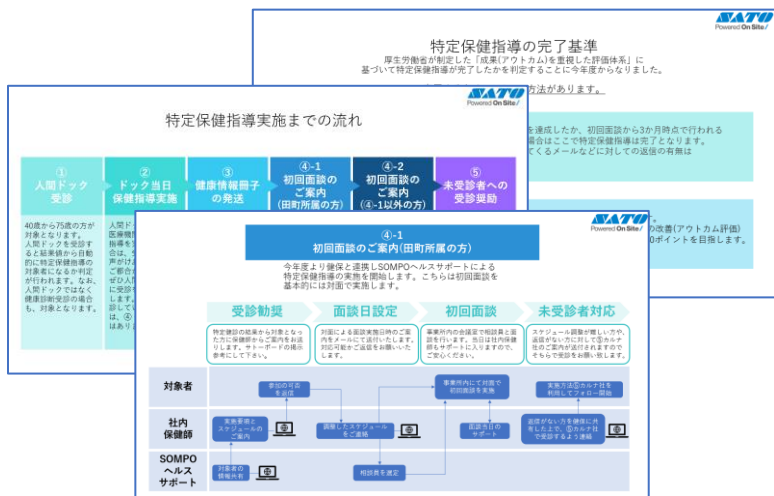 SATO
Powered On Site
特定保健指導の完了基準
厚生労働省が制定した「成果(アウトカム)を重視した評価体系」に
基づいて特定保健指導が完了したかを判定することに今年度からなりました。
方法があります。
を達成したか、初回面談から3か月時点で行われる
場合はここで特定保健指導は完了となります。
てくるメールなどに対しての返信の有無は
の改善(アウトカム評価)
0ポイントを目指します。
SATO
Powered On Site
特定保健指導実施までの流れ
①
人間ドック
受診
②
ドック当日
保健指導実施
③
健康情報冊子
の発送
④-1
初回面談の
ご案内
(田町所属の方)
④-2
初回面談の
ご案内
(④-1以外の方)
⑤
未受診者への
受診奨励
40歳から75歳の方が
対象となります。
人間ドックを受診す
ると結果値から自動
的に特定保健指導の
対象者になるか判定
が行われます。なお、
人間ドックではなく
健康診断受診の場合
も、対象となります。
SATO
Powered On Site
④-1
初回面談のご案内(田町所属の方)
今年度より健保と連携しSOMPOヘルスサポートによる
特定保健指導の実施を開始します。こちらは初回面談を
基本的には対面で実施します。
受診勧奨
面談日設定
初回面談
未受診者対応
特定健診の結果から対象となっ
た方に保健師からご案内をお送
りします。サトーボードの掲示
参考にして下さい。
対面による面談実施日時のご案
内をメールにて送付いたします。
対応可能かご返信をお願いいた
します。
事業所内の会議室で相談員と面
談を行います。当日は社内保健
師もサポートに入りますので、
ご安心ください。
スケジュール調整が難しい方や、
返信がない方に対して⑤カルナ
社のご案内が送付されますので
そちらで受診をお願い致します。
対象者
参加の可否
を返信
事業所内にて対面で
初回面談を実施
実施方法⑤カルナ社を
利用してフォロー開始
社内
保健師
実施要領と
スケジュールの
ご案内
調整したスケジュール
をご連絡
面談当日の
サポート
返信がない方を健保に共
有した上で、⑤カルナ社
で受診するよう連絡
SOMPO
ヘルス
サポート
対象者の
情報共有
相談員を選定